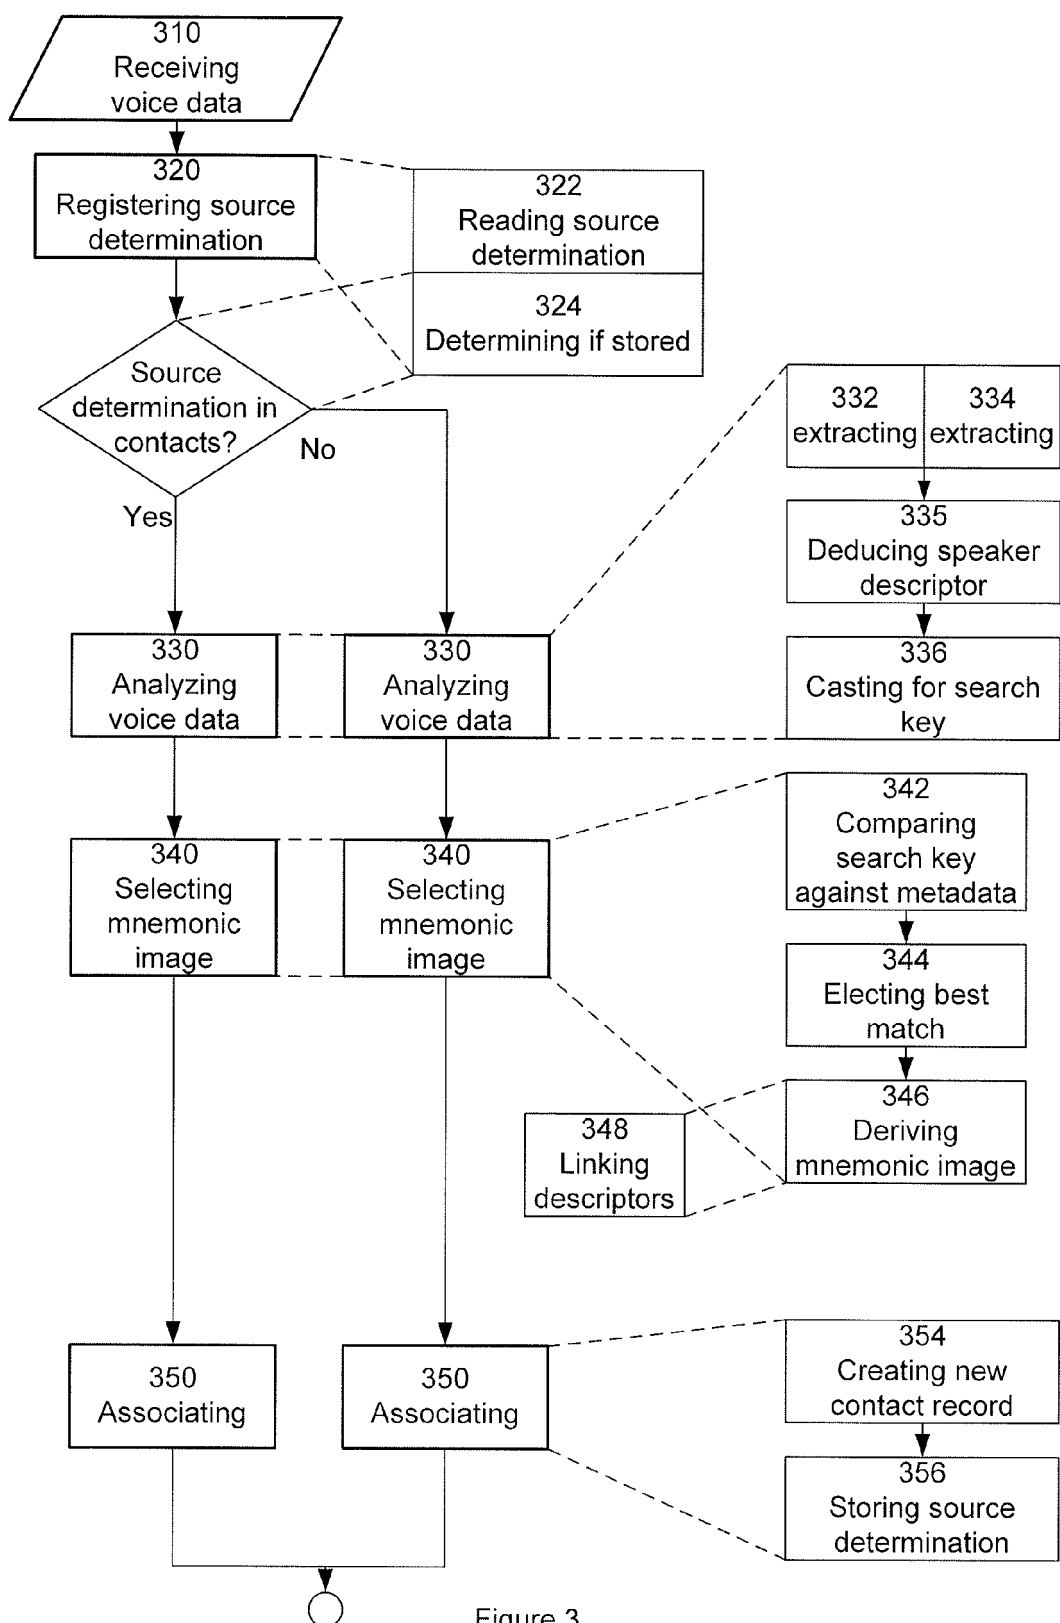 310
Receiving
voice data
320
Registering source
determination
322
Reading source
determination
324
Determining if stored
Source
determination in
contacts?
No
Yes
332
extracting
334
extracting
335
Deducing speaker
descriptor
336
Casting for search
key
330
Analyzing
voice data
330
Analyzing
voice data
340
Selecting
mnemonic
image
340
Selecting
mnemonic
image
342
Comparing
search key
against metadata
344
Electing best
match
346
Deriving
mnemonic image
348
Linking
descriptors
350
Associating
350
Associating
354
Creating new
contact record
356
Storing source
determination
Figure 3